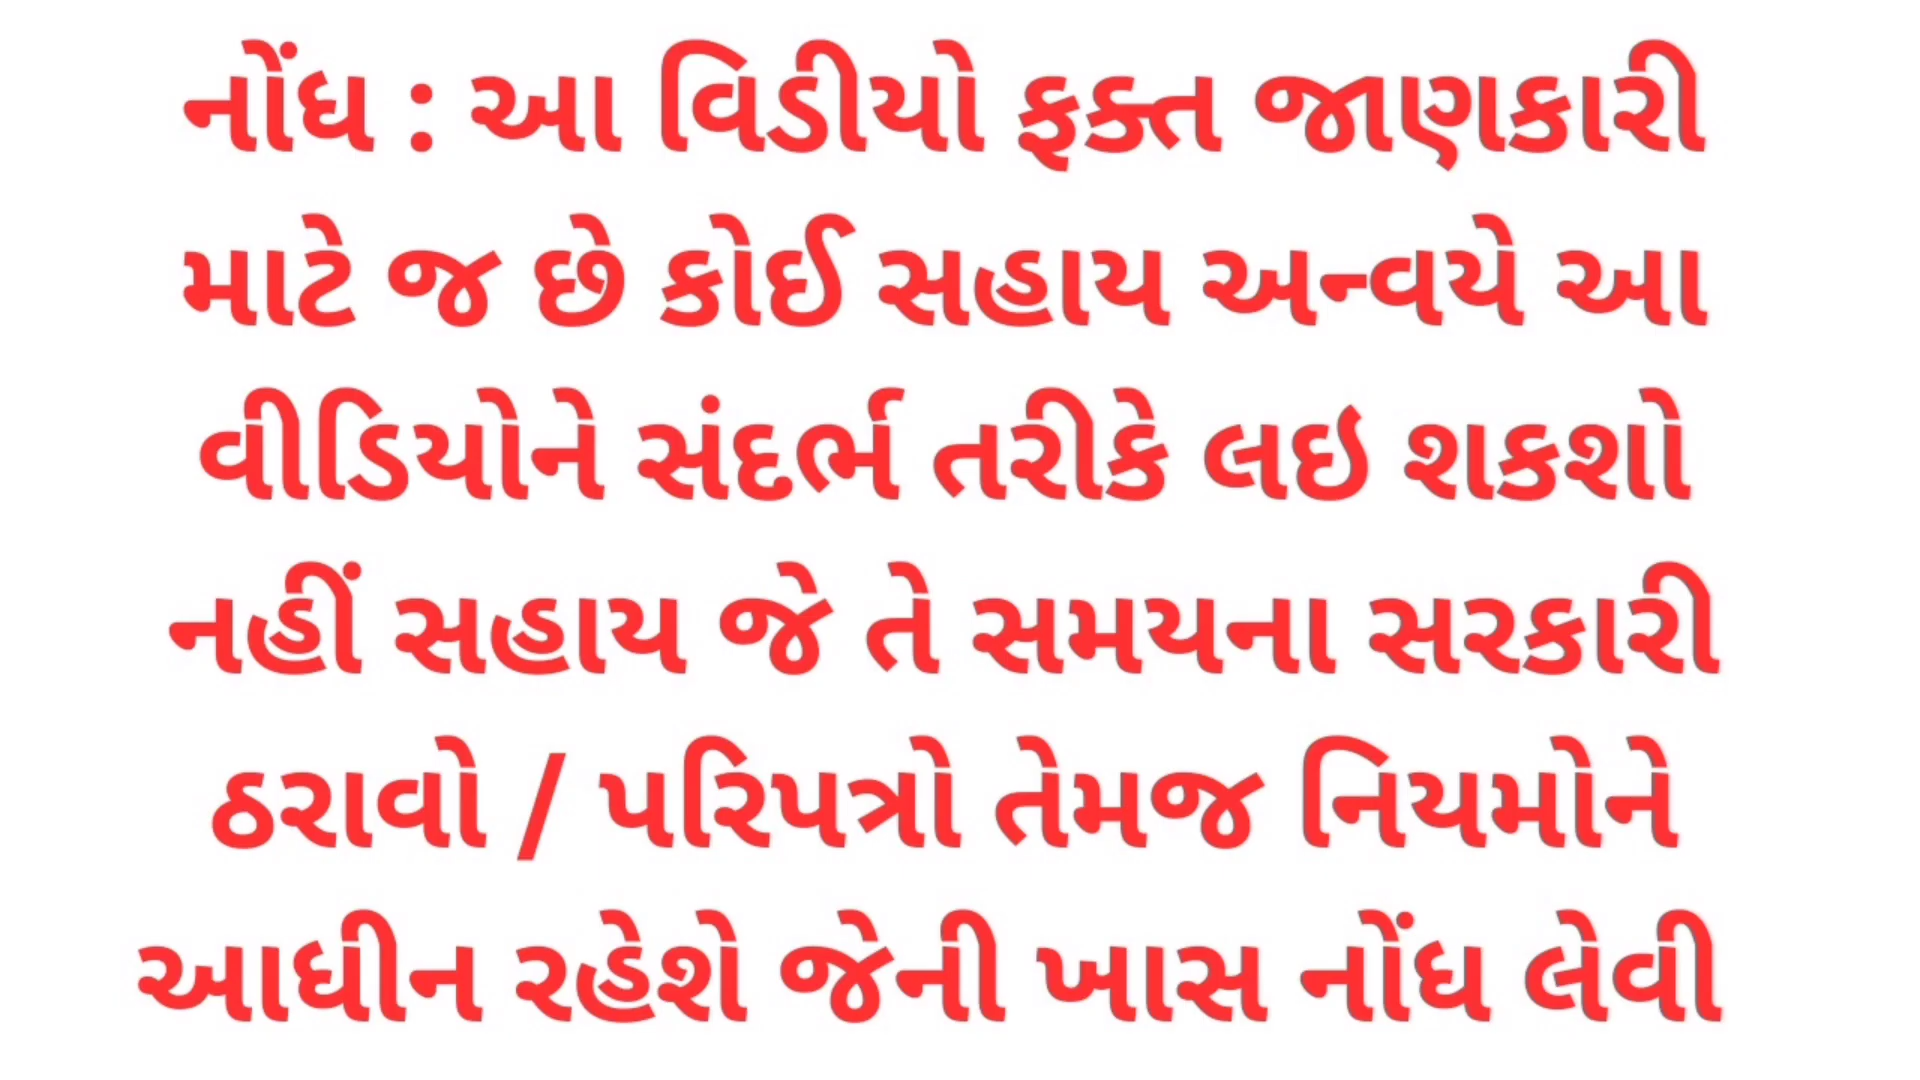 નોંધ : આ વિડીયો ફક્ત જાણકારી
માટે જ છે કોઈ સહાય અન્વયે આ
વીડિયોને સંદર્ભ તરીકે લઇ શકશો
નહીં સહાય જે તે સમયના સરકારી
ઠરાવો / પરિપત્રો તેમજ નિયમોને
આધીન રહેશે જેની ખાસ નોંધ લેવી